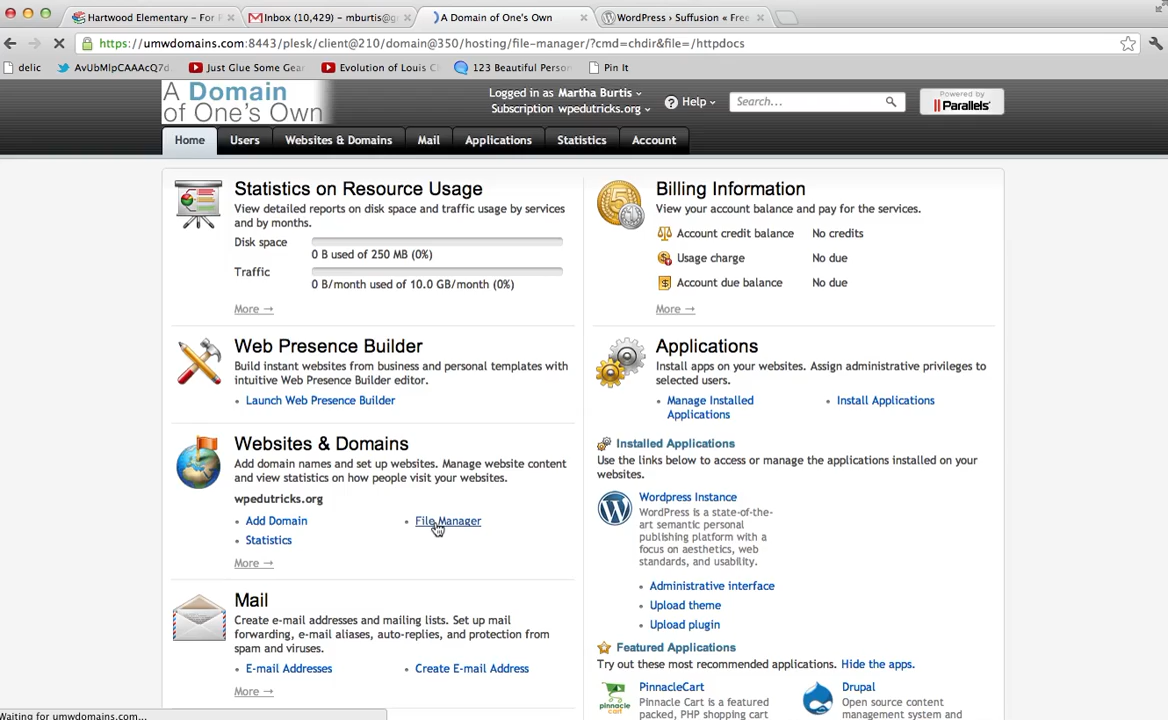 Hartwood Elementary – For P
Inbox (10,429) – mburtis@g
A Domain of One's Own
WordPress › Suffusion « Free
https://umwdomains.com:8443/plesk/client@210/domain@350/hosting/file-manager/?cmd=chdir&file=/httpdocs
delic
AvUbMlpCAAAcQ7d
Just Glue Some Gear
Evolution of Louis C
123 Beautiful Person
Pin It
A Domain
of One's Own
Logged in as Martha Burtis
Subscription wpedutricks.org
Help
Search...
Powered by
Parallels
Home
Users
Websites & Domains
Mail
Applications
Statistics
Account
Statistics on Resource Usage
View detailed reports on disk space and traffic usage by services
and by months.
Disk space
0 B used of 250 MB (0%)
Traffic
0 B/month used of 10.0 GB/month (0%)
More →
Billing Information
View your account balance and pay for the services.
Account credit balance No credits
Usage charge No due
Account due balance No due
More →
Web Presence Builder
Build instant websites from business and personal templates with
intuitive Web Presence Builder editor.
Launch Web Presence Builder
Applications
Install apps on your websites. Assign administrative privileges to
selected users.
Manage Installed
Applications
Install Applications
Websites & Domains
Add domain names and set up websites. Manage website content
and view statistics on how people visit your websites.
wpedutricks.org
Add Domain
File Manager
Statistics
More →
Installed Applications
Use the links below to access or manage the applications installed on your
websites.
Wordpress Instance
WordPress is a state-of-the-
art semantic personal
publishing platform with a
focus on aesthetics, web
standards, and usability.
Administrative interface
Upload theme
Upload plugin
Mail
Create e-mail addresses and mailing lists. Set up mail
forwarding, e-mail aliases, auto-replies, and protection from
spam and viruses.
E-mail Addresses
Create E-mail Address
More →
Featured Applications
Try out these most recommended applications. Hide the apps.
PinnacleCart
Pinnacle Cart is a featured
packed, PHP shopping cart
Drupal
Open source content
management system and
pinnacle
cart
Waiting for umwdomains.com...